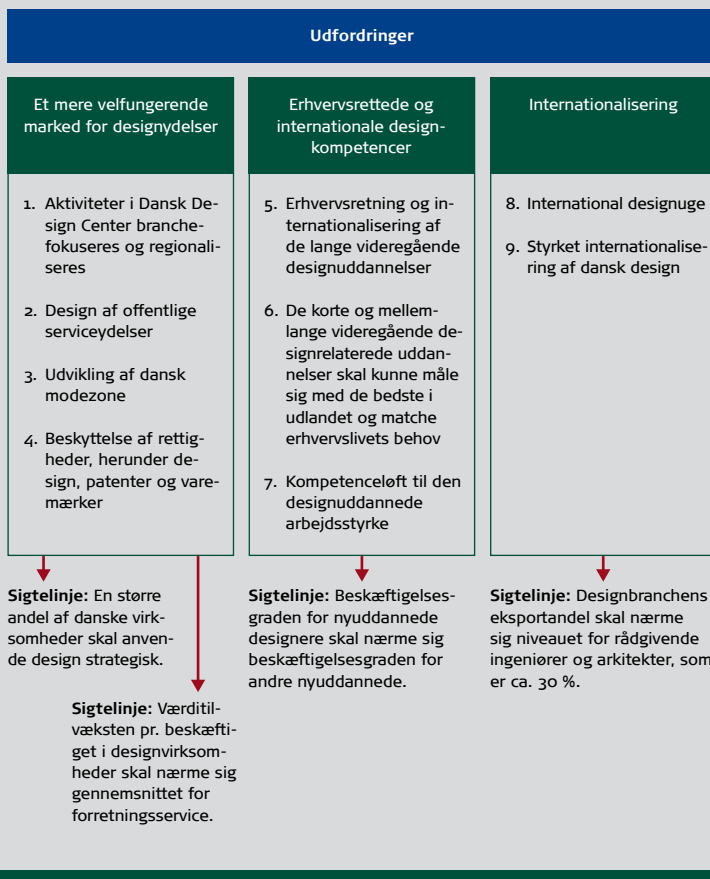 Udfordringer
Et mere velfungerende
marked for designydelser
1. Aktiviteter i Dansk De-
sign Center branche-
fokuseres og regionali-
seres
2. Design af offentlige
serviceydelser
3. Udvikling af dansk
modezone
4. Beskyttelse af rettig-
heder, herunder de-
sign, patenter og vare-
mærker
Sigtelinje: En større
andel af danske virk-
somheder skal anven-
de design strategisk.
Sigtelinje: Værditil-
væksten pr. beskæfti-
get i designvirksom-
heder skal nærme sig
gennemsnittet for
forretningsservice.
Erhvervsrettede og
internationale design-
kompetencer
5. Erhvervsretning og in-
ternationalisering af
de lange videregående
designuddannelser
6. De korte og mellem-
lange videregående de-
signrelaterede uddan-
nelser skal kunne måle
sig med de bedste i
udlandet og matche
erhvervslivets behov
7. Kompetenceløft til den
designuddannede
arbejdsstyrke
Sigtelinje: Beskæftigelses-
graden for nyuddannede
designere skal nærme sig
beskæftigelsesgraden for
andre nyuddannede.
Internationalisering
8. International designuge
9. Styrket internationalise-
ring af dansk design
Sigtelinje: Designbranchens
eksportandel skal nærme
sig niveauet for rådgivende
ingeniører og arkitekter, som
er ca. 30 %.